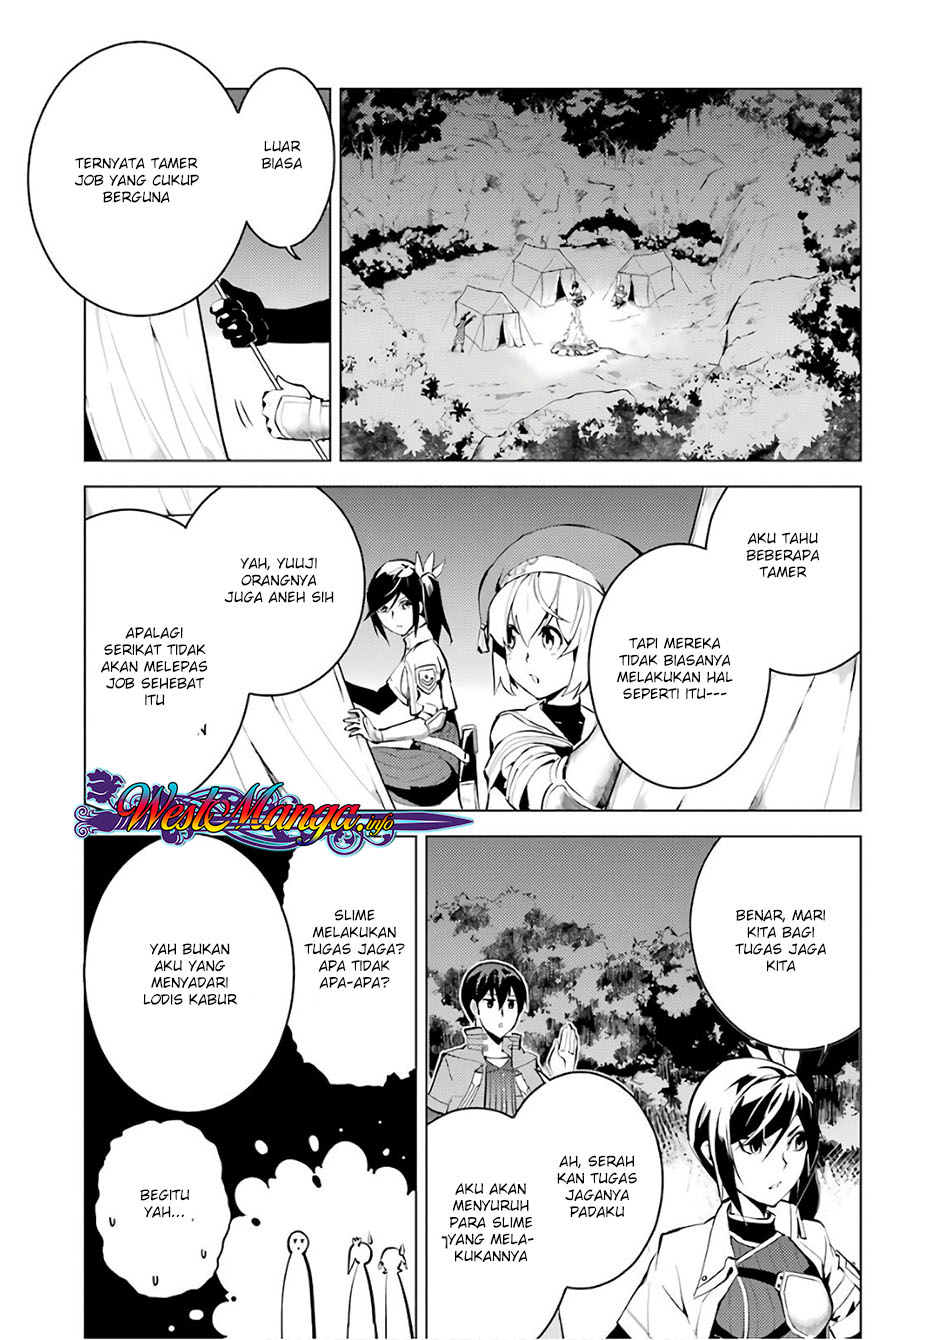 LUAR
BIASA
TERNYATA TAMER
JOB YANG CUKUP
BERGUNA
AKU TAHU
BEBERAPA
TAMER
TAPI MEREKA
TIDAK BIASANYA
MELAKUKAN HAL
SEPERTI ITU---
YAH, YUUJI
ORANGNYA
JUGA ANEH SIH
APALAGI
SERIKAT TIDAK
AKAN MELEPAS
JOB SEHEBAT
ITU
WestManga.info
BENAR, MARI
KITA BAGI
TUGAS JAGA
KITA
AH, SERAH
KAN TUGAS
JAGANYA
PADAKU
AKU AKAN
MENYURUH
PARA SLIME
YANG MELA-
KUKANNYA
SLIME
MELAKUKAN
TUGAS JAGA?
APA TIDAK
APA-APA?
YAH BUKAN
AKU YANG
MENYADARI
LODIS KABUR
BEGITU
YAH...